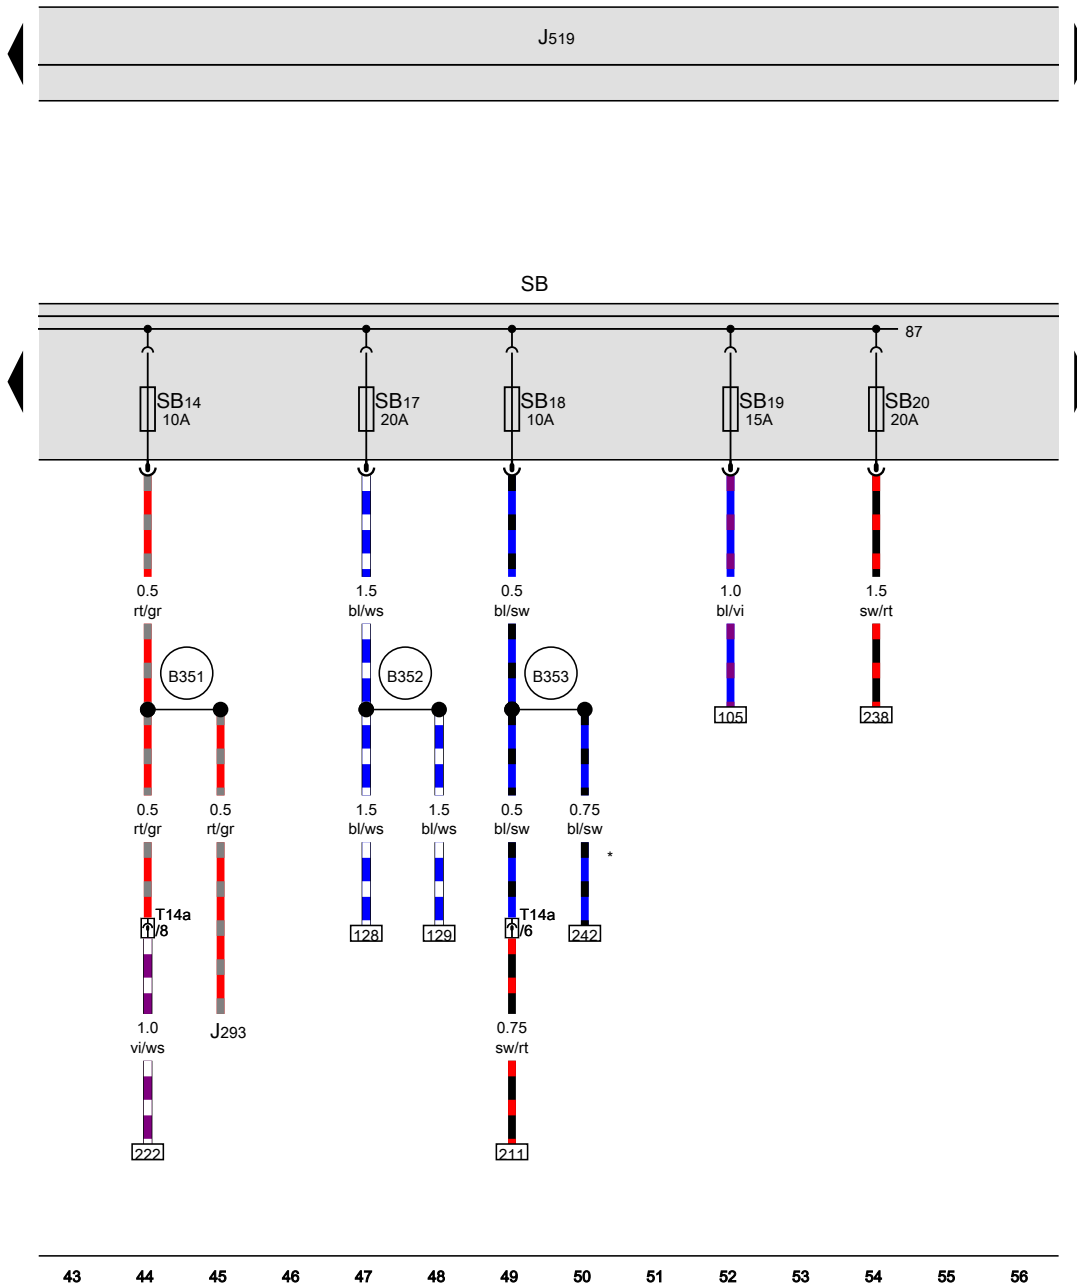 J519
SB
87
SB14
10A
SB17
20A
SB18
10A
SB19
15A
SB20
20A
0.5
rt/gr
1.5
bl/ws
0.5
bl/sw
1.0
bl/vi
1.5
sw/rt
B351
B352
B353
105
238
0.5
rt/gr
0.5
rt/gr
1.5
bl/ws
1.5
bl/ws
0.5
bl/sw
0.75
bl/sw
*
T14a
/8
128
129
T14a
/6
242
1.0
vi/ws
J293
0.75
sw/rt
222
211
43 44 45 46 47 48 49 50 51 52 53 54 55 56